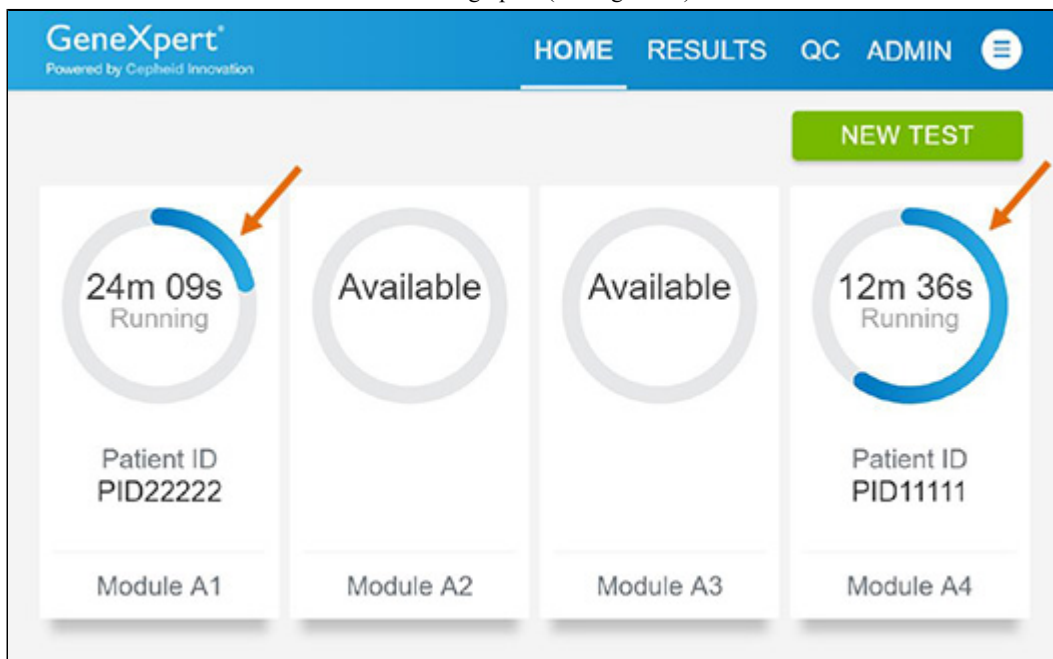 GeneXpert®
Powered by Cepheid Innovation
HOME RESULTS QC ADMIN
NEW TEST
24m 09s
Running
Patient ID
PID22222
Module A1
Available
Module A2
Available
Module A3
12m 36s
Running
Patient ID
PID11111
Module A4